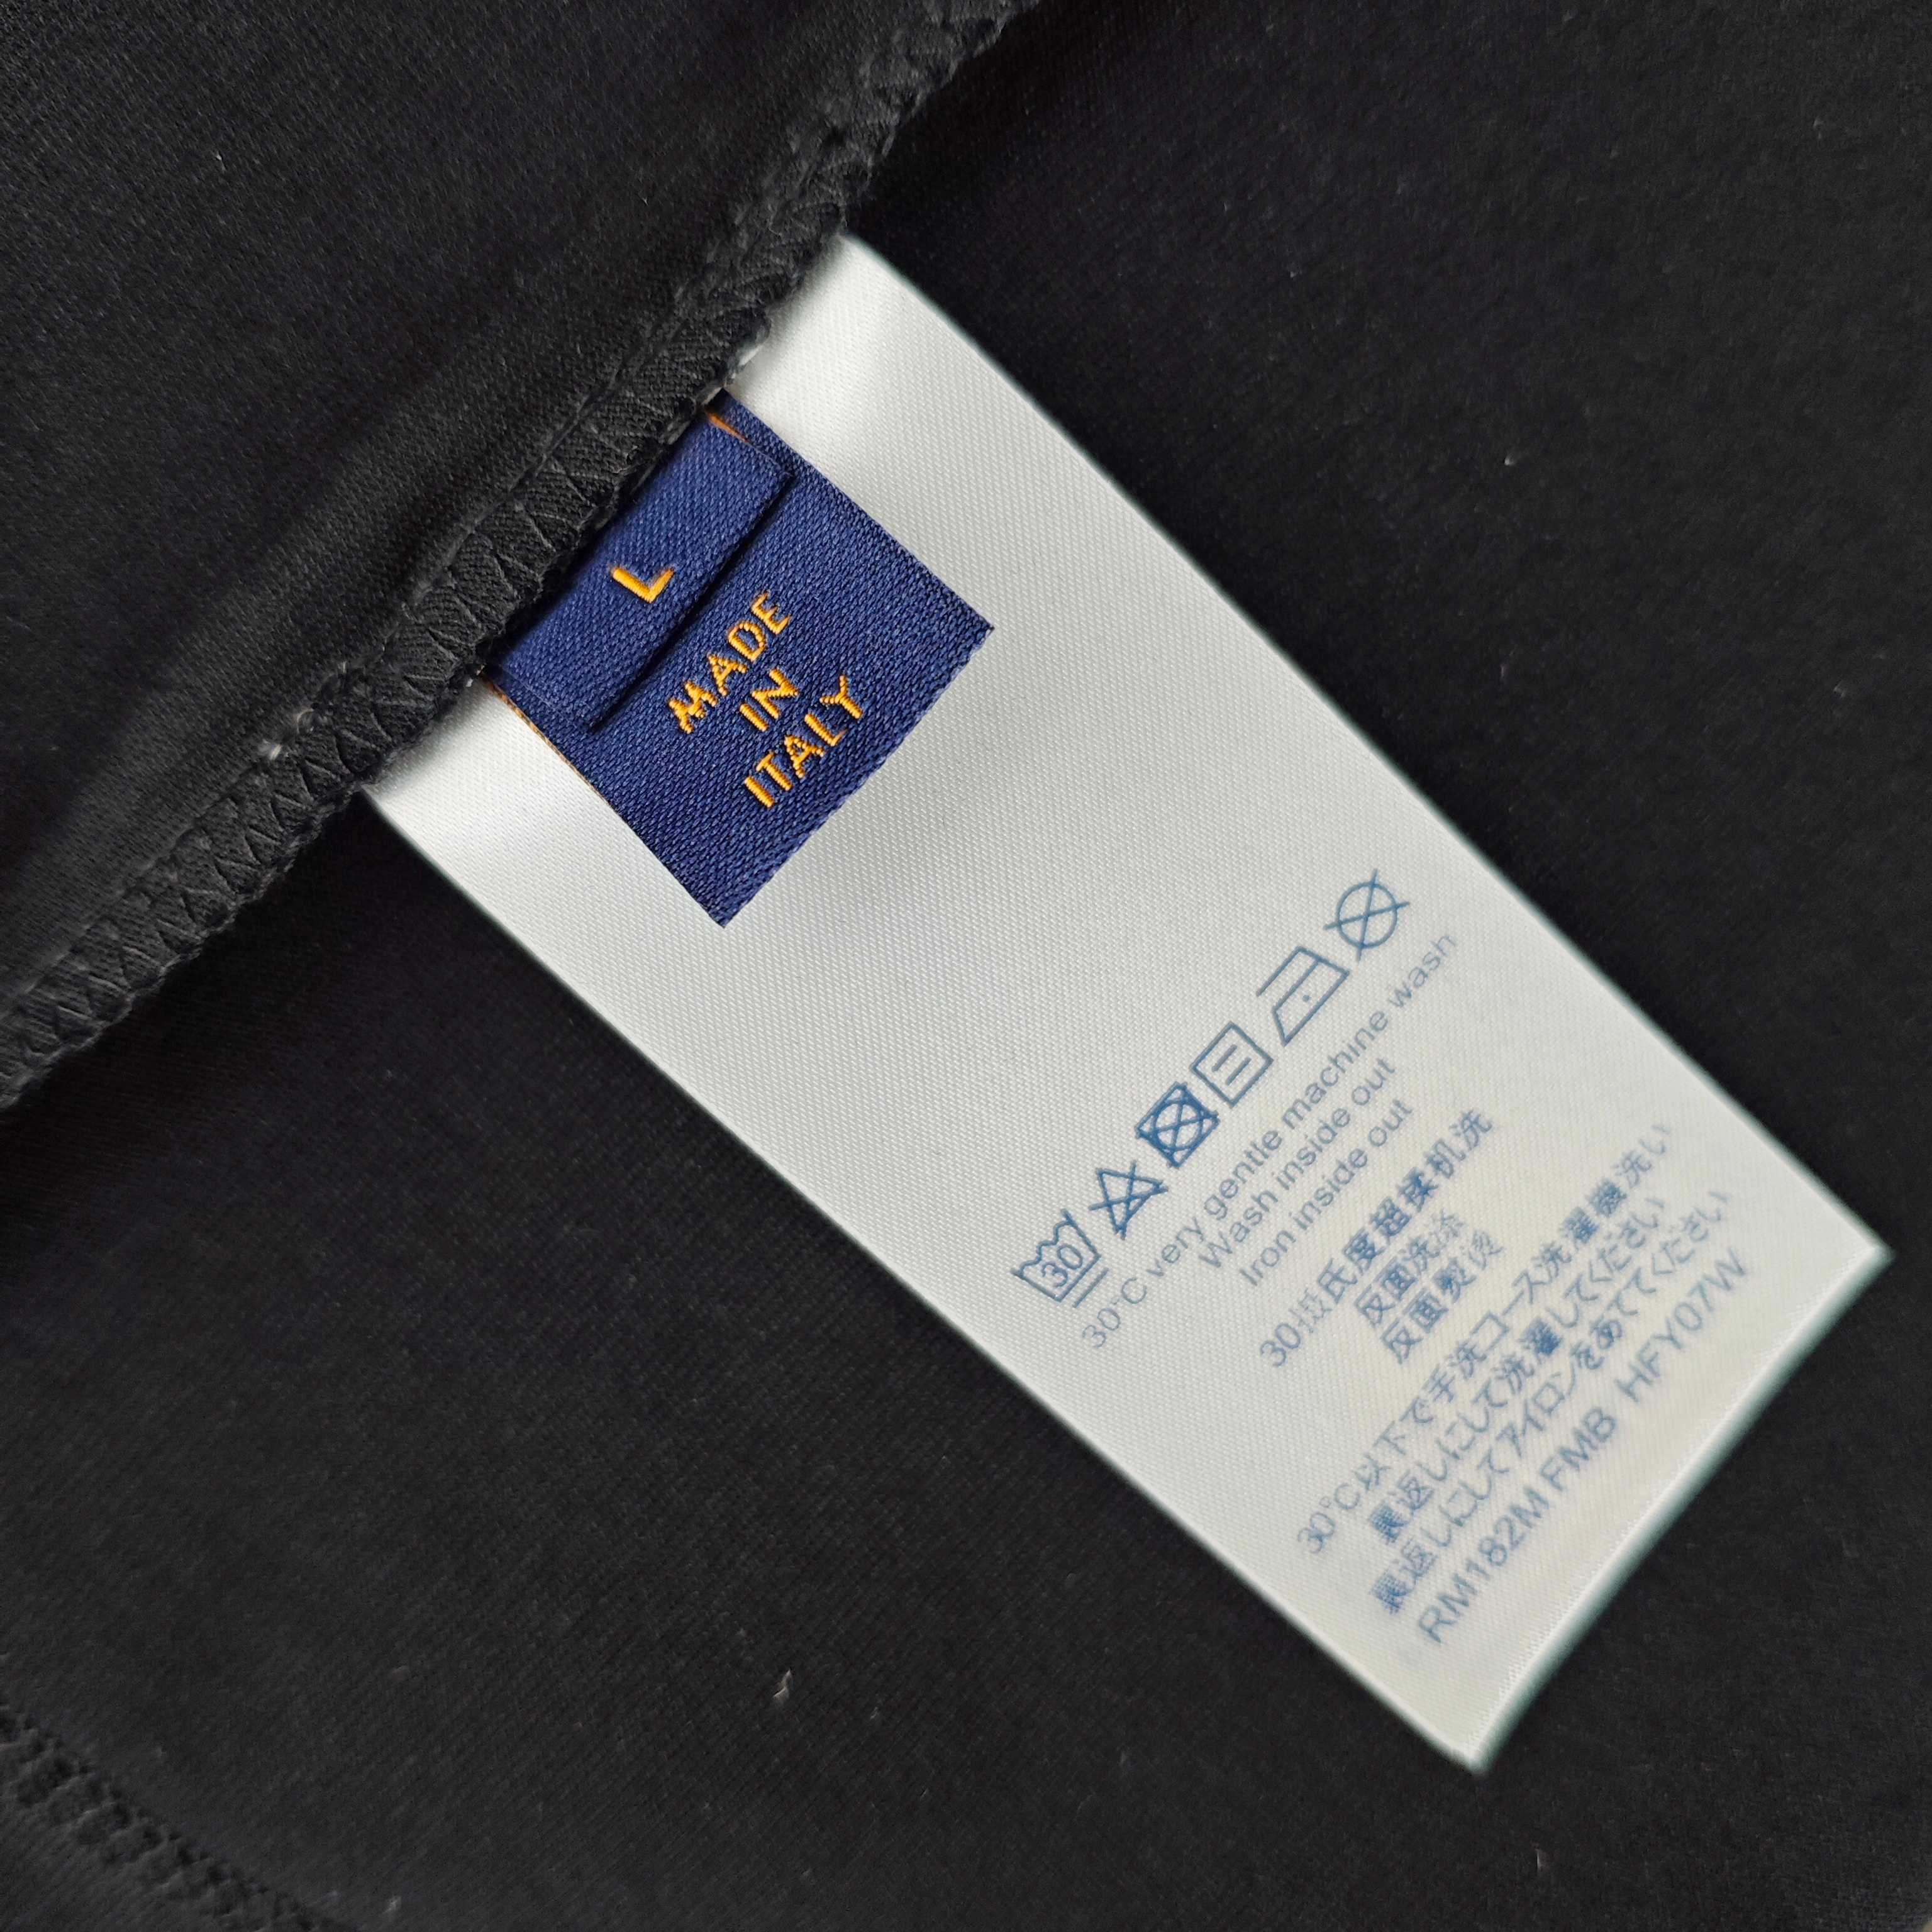 L
MADE
IN
ITALY
30
30°C very gentle machine wash
Wash inside out
Iron inside out
30摄氏度超揉机洗
反面洗涤
反面熨烫
30°C以下で手洗コース洗濯機洗い
裏返しにして洗濯してください
裏返しにしてアイロンをあててください
RM182M FMB HFY07W